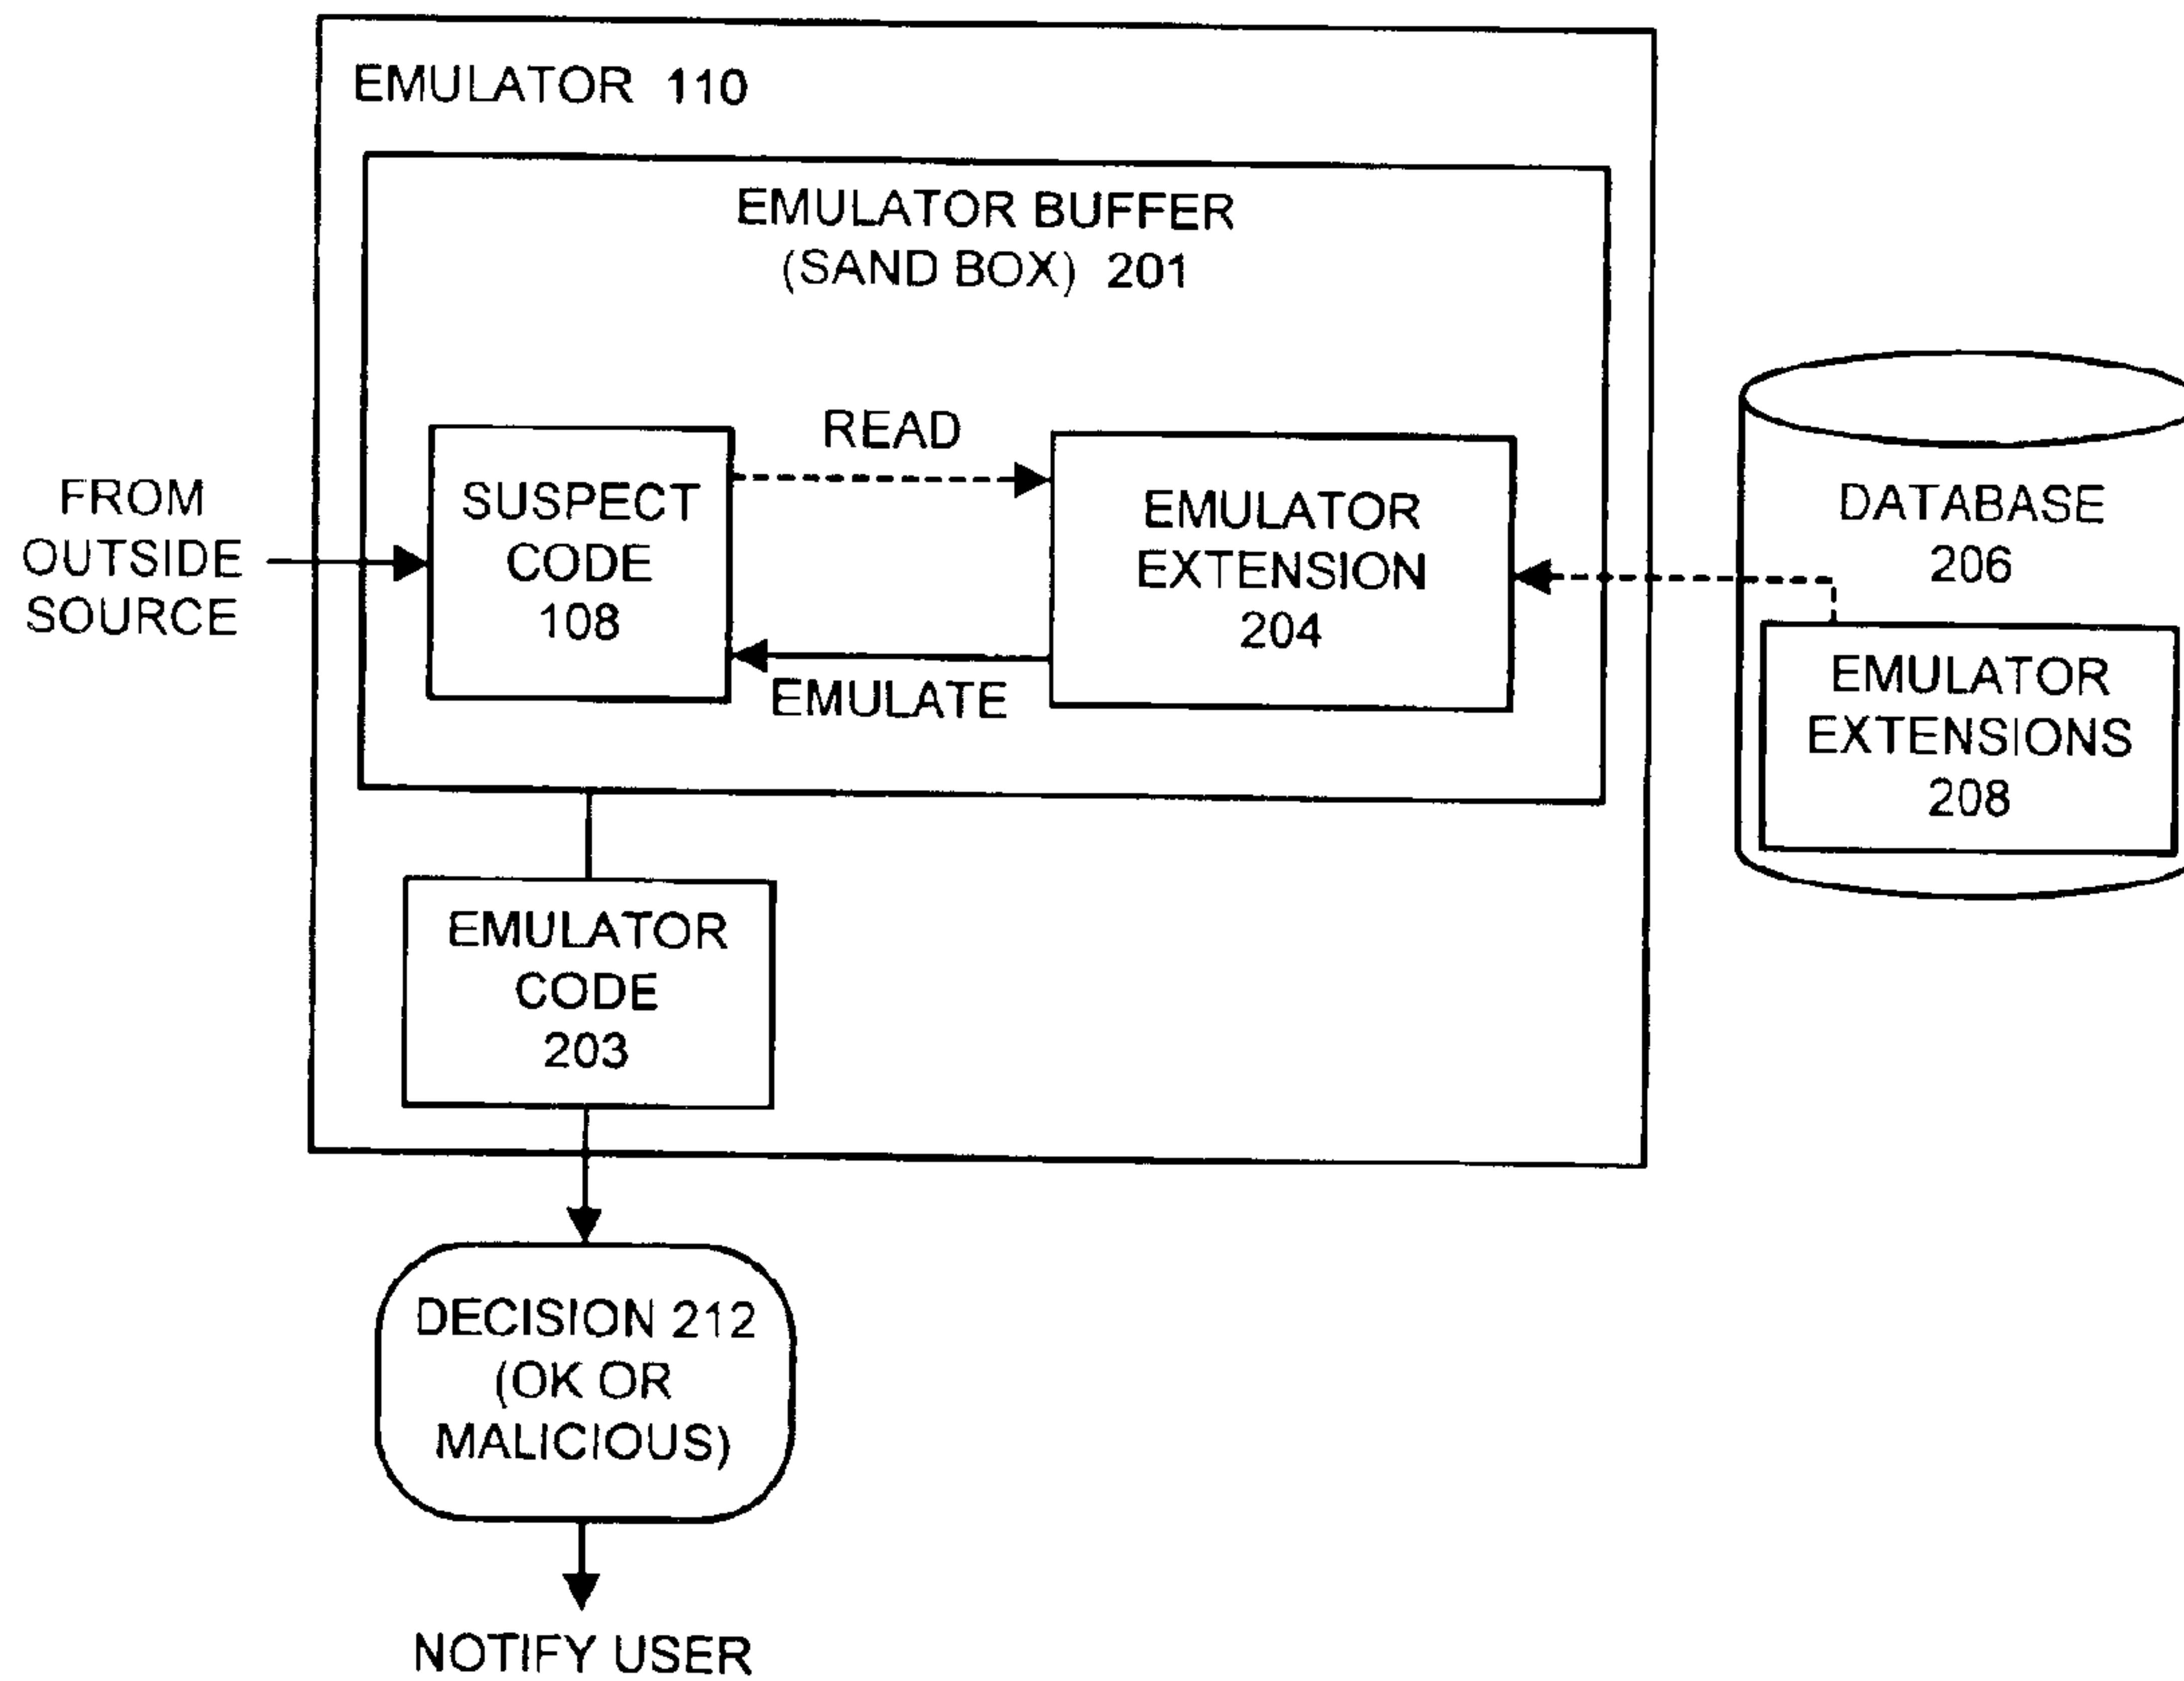 EMULATOR 110
EMULATOR BUFFER
(SAND BOX) 201
FROM
OUTSIDE
SOURCE
SUSPECT
CODE
108
READ
EMULATE
EMULATOR
EXTENSION
204
DATABASE
206
EMULATOR
EXTENSIONS
208
EMULATOR
CODE
203
DECISION 212
(OK OR
MALICIOUS)
NOTIFY USER